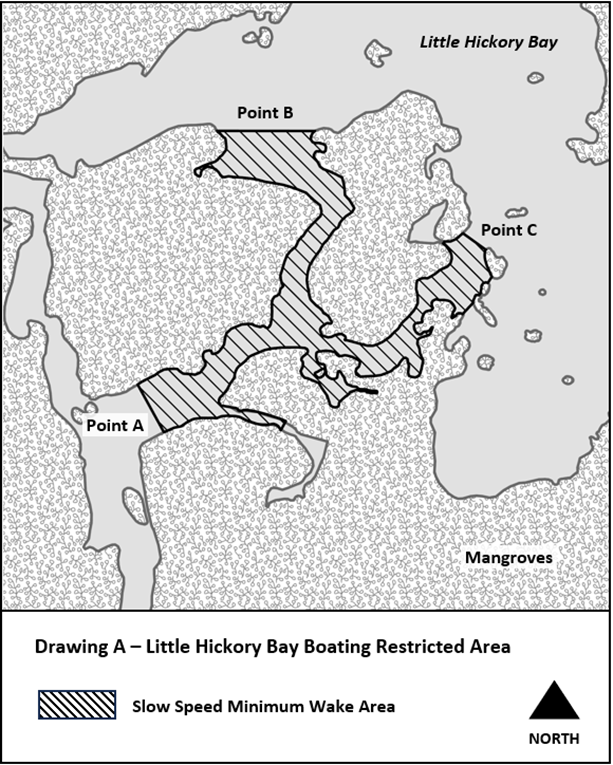 Little Hickory Bay
Point B
Point C
Point A
Mangroves
Drawing A – Little Hickory Bay Boating Restricted Area
Slow Speed Minimum Wake Area
NORTH